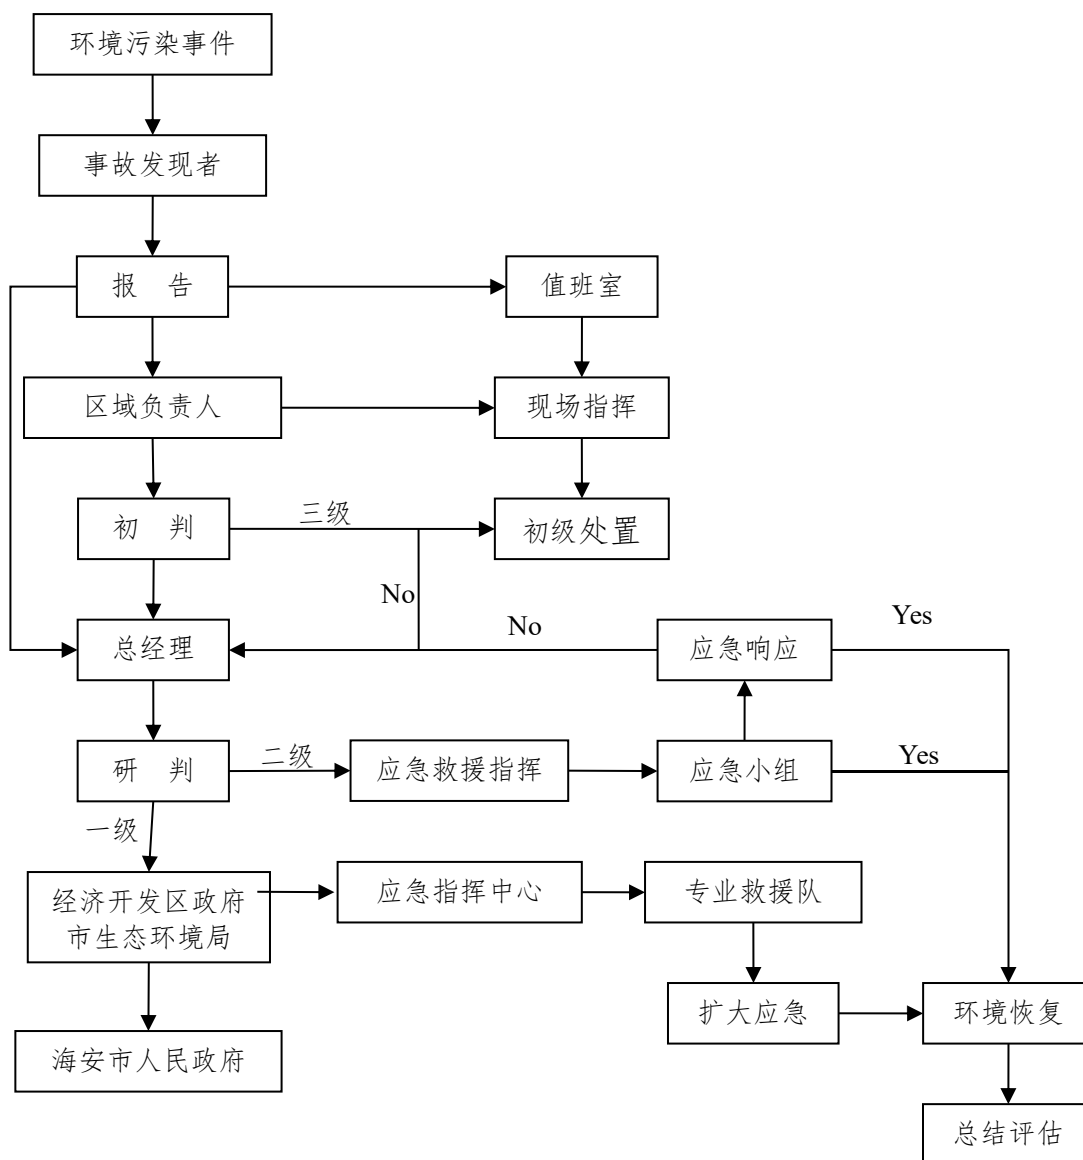 环境污染事件
事故发现者
报 告
值班室
区域负责人
现场指挥
初 判
三级
初级处置
No
总经理
No
应急响应
Yes
研 判
二级
应急救援指挥
应急小组
Yes
一级
经济开发区政府
市生态环境局
应急指挥中心
专业救援队
扩大应急
环境恢复
海安市人民政府
总结评估